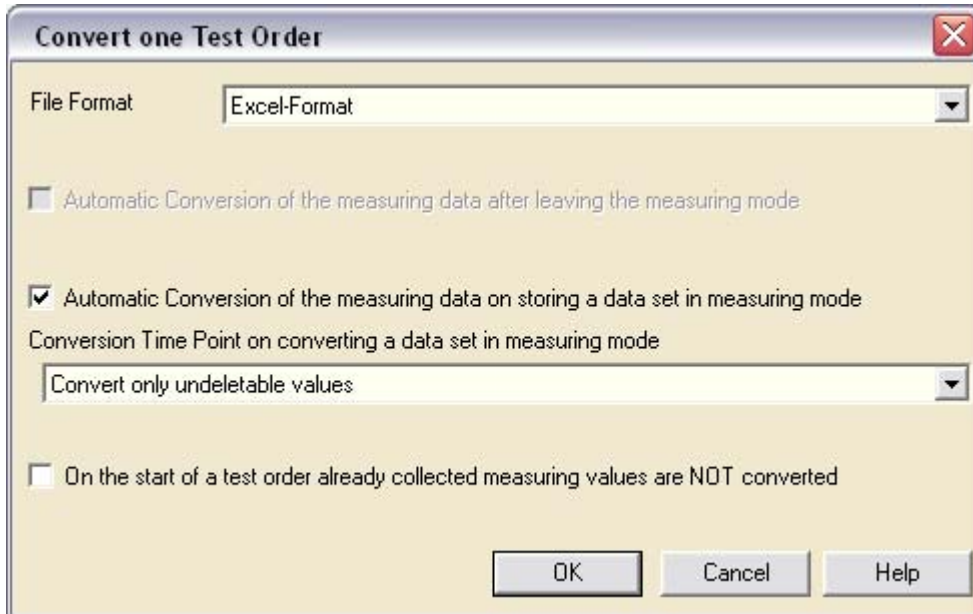 Convert one Test Order
File Format
Excel-Format
Automatic Conversion of the measuring data after leaving the measuring mode
Automatic Conversion of the measuring data on storing a data set in measuring mode
Conversion Time Point on converting a data set in measuring mode
Convert only undeletable values
On the start of a test order already collected measuring values are NOT converted
OK Cancel Help